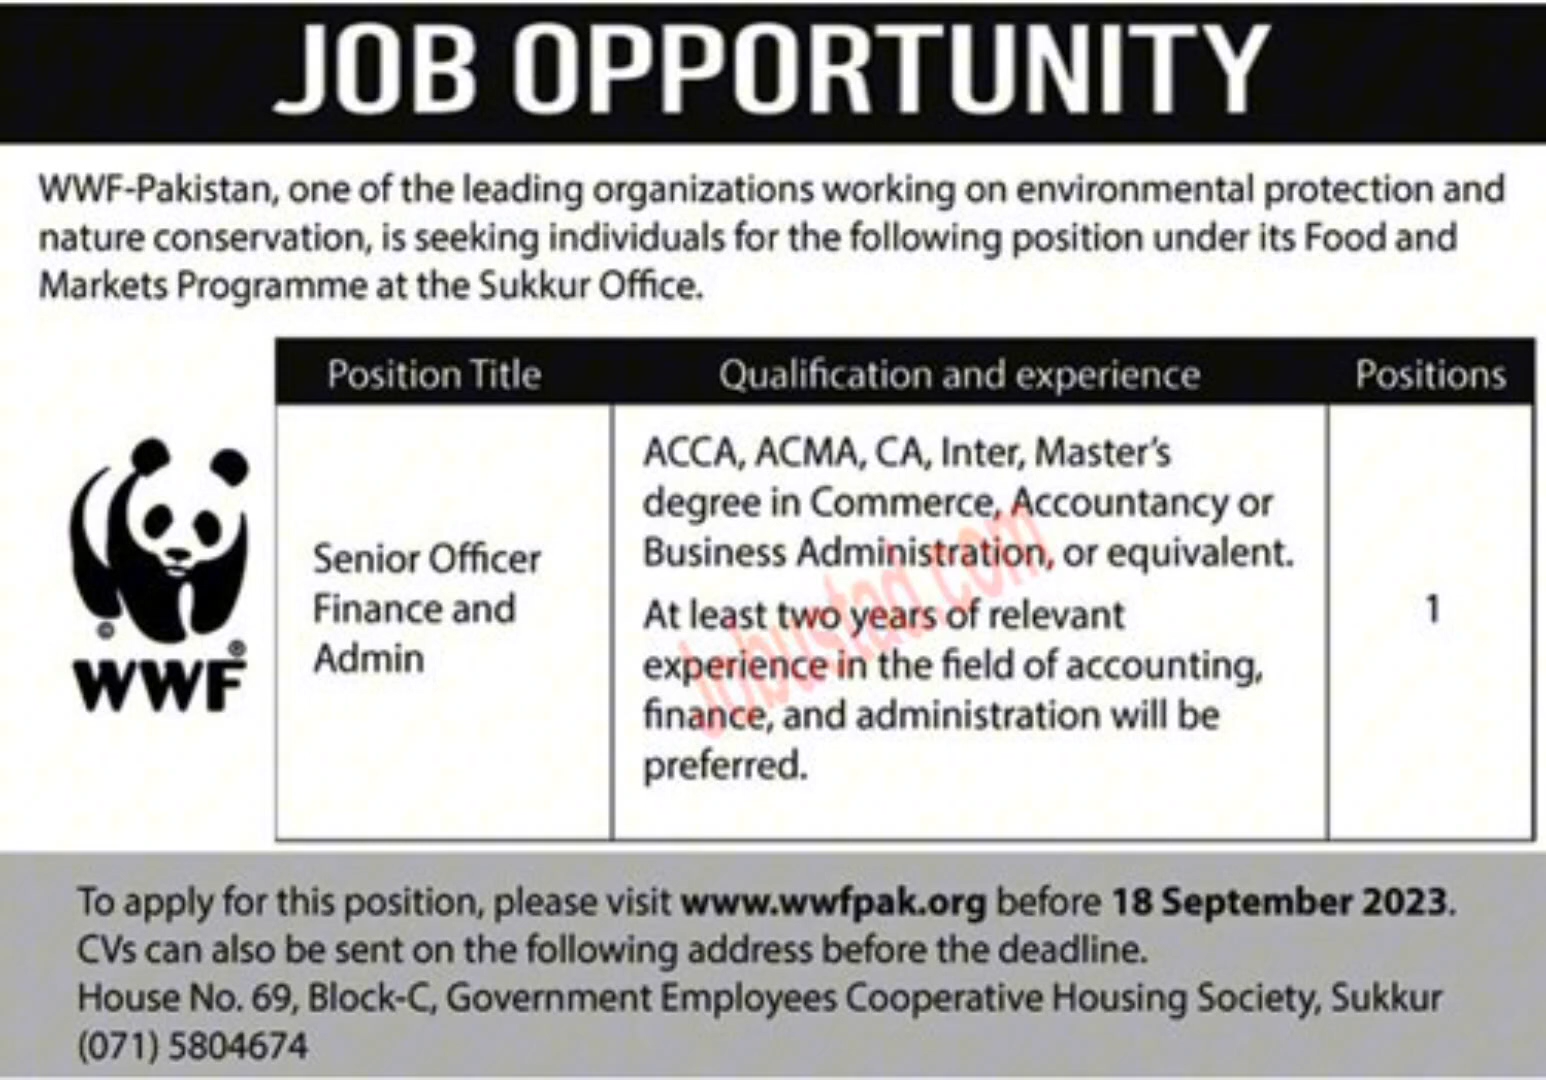 JOB OPPORTUNITY
WWF-Pakistan, one of the leading organizations working on environmental protection and
nature conservation, is seeking individuals for the following position under its Food and
Markets Programme at the Sukkur Office.
Position Title
Qualification and experience
Positions
Senior Officer
Finance and
Admin
ACCA, ACMA, CA, Inter, Master's
degree in Commerce, Accountancy or
Business Administration, or equivalent.
At least two years of relevant
experience in the field of accounting,
finance, and administration will be
preferred.
1
©
®
WWF
Jobustad.com
To apply for this position, please visit www.wwfpak.org before 18 September 2023.
CVs can also be sent on the following address before the deadline.
House No. 69, Block-C, Government Employees Cooperative Housing Society, Sukkur
(071) 5804674